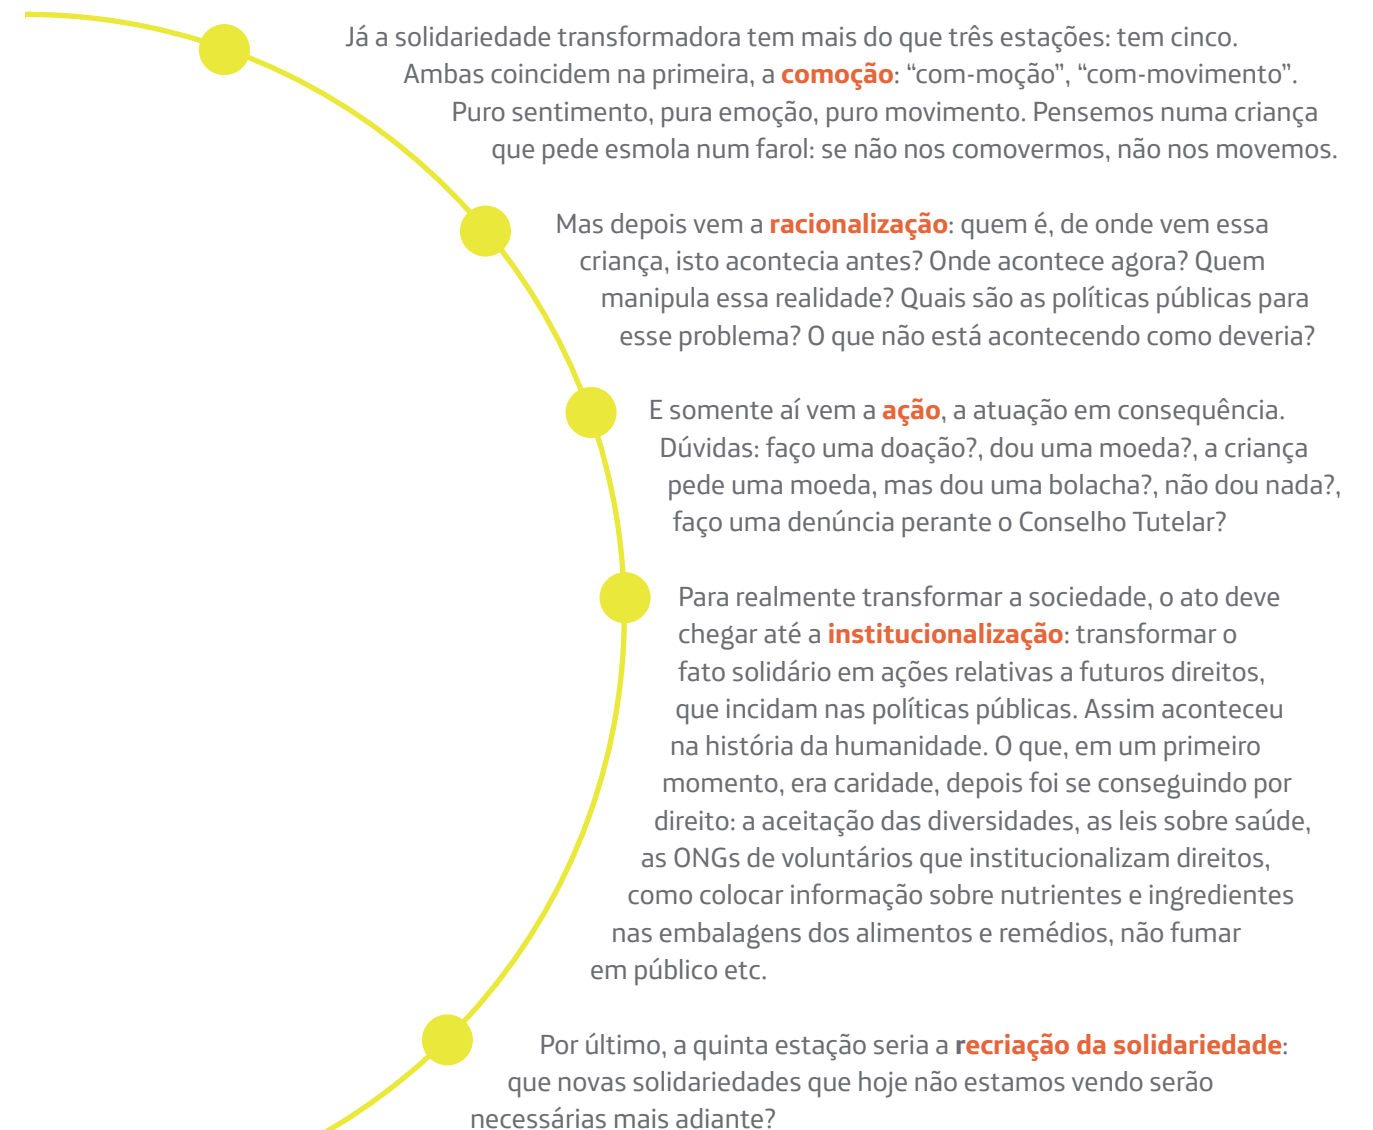 Já a solidariedade transformadora tem mais do que três estações: tem cinco.
Ambas coincidem na primeira, a comoção: “com-moção”, “com-movimento”.
Puro sentimento, pura emoção, puro movimento. Pensemos numa criança
que pede esmola num farol: se não nos comovermos, não nos movemos.
Mas depois vem a racionalização: quem é, de onde vem essa
criança, isto acontecia antes? Onde acontece agora? Quem
manipula essa realidade? Quais são as políticas públicas para
esse problema? O que não está acontecendo como deveria?
E somente aí vem a ação, a atuação em consequência.
Dúvidas: faço uma doação?, dou uma moeda?, a criança
pede uma moeda, mas dou uma bolacha?, não dou nada?,
faço uma denúncia perante o Conselho Tutelar?
Para realmente transformar a sociedade, o ato deve
chegar até a institucionalização: transformar o
fato solidário em ações relativas a futuros direitos,
que incidam nas políticas públicas. Assim aconteceu
na história da humanidade. O que, em um primeiro
momento, era caridade, depois foi se conseguindo por
direito: a aceitação das diversidades, as leis sobre saúde,
as ONGs de voluntários que institucionalizam direitos,
como colocar informação sobre nutrientes e ingredientes
nas embalagens dos alimentos e remédios, não fumar
em público etc.
Por último, a quinta estação seria a recriação da solidariedade:
que novas solidariedades que hoje não estamos vendo serão
necessárias mais adiante?